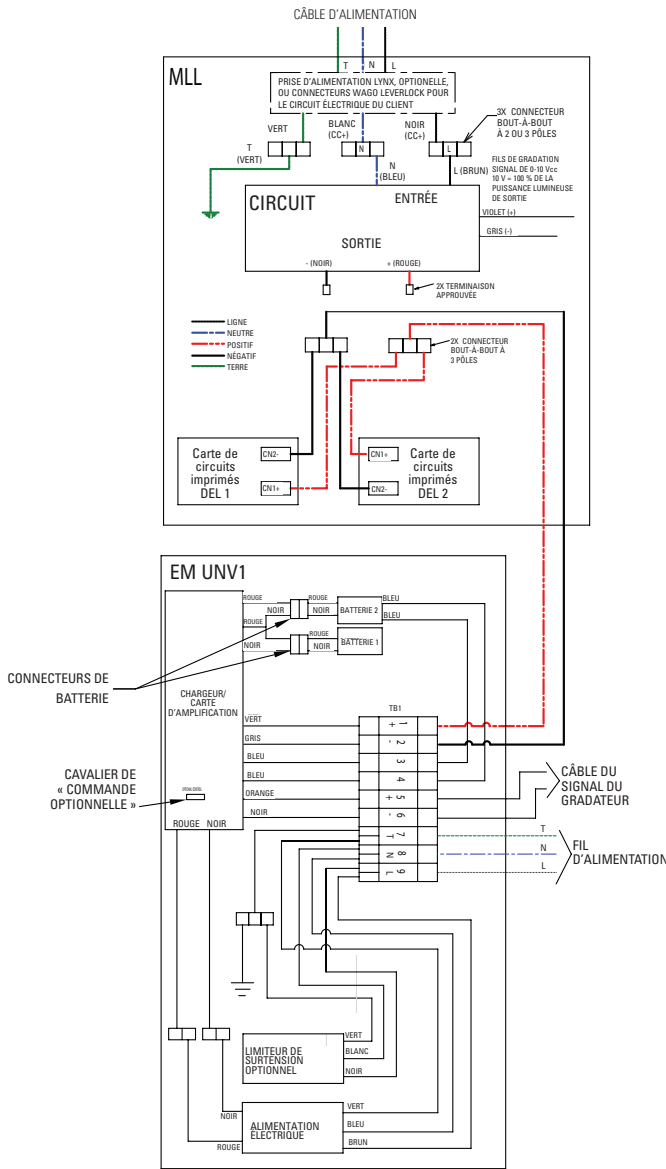 CÂBLE D'ALIMENTATION
T N L
MLL
PRISE D'ALIMENTATION LYNX, OPTIONELLE,
OU CONNECTEURS WAGO LEVERLOCK POUR
LE CIRCUIT ÉLECTRIQUE DU CLIENT
VERT
BLANC
(CC+)
NOIR
(CC+)
3X CONNECTEUR
BOUT-À-BOUT
À 2 OU 3 PÔLES
N
L
T
(VERT)
N
(BLEU)
L (BRUN)
FILS DE GRADATION
SIGNAL DE 0-10 Vcc
10 V = 100 % DE LA
PUISSANCE LUMINEUSE
DE SORTIE
CIRCUIT
ENTRÉE
VIOLET (+)
GRIS (-)
SORTIE
- (NOIR)
+ (ROUGE)
2X TERMINAISON
APPROUVÉE
LIGNE
NEUTRE
POSITIF
NÉGATIF
TERRE
2X CONNECTEUR
BOUT-À-BOUT À
3 PÔLES
Carte de
circuits
imprimés
DEL 1
CN2-
CN1+
CN1+
CN2-
Carte de
circuits
imprimés
DEL 2
EM UNV1
ROUGE
ROUGE
NOIR
NOIR
BATTERIE 2
BLEU
BLEU
ROUGE
NOIR
ROUGE
NOIR
BATTERIE 1
CONNECTEURS DE
BATTERIE
CHARGEUR/
CARTE
D'AMPLIFICATION
TB1
VERT
1 +
GRIS
2 -
BLEU
3
BLEU
4
ORANGE
5 +
NOIR
6 -
7 T
8 N
9 L
CAVALIER DE
« COMMANDE
OPTIONNELLE »
ROUGE NOIR
CÂBLE DU
SIGNAL DU
GRADATEUR
T
N
L
FIL
D'ALIMENTATION
LIMITEUR DE
SURTENSION
OPTIONNEL
VERT
BLANC
NOIR
NOIR
ROUGE
ALIMENTATION
ÉLECTRIQUE
VERT
BLEU
BRUN